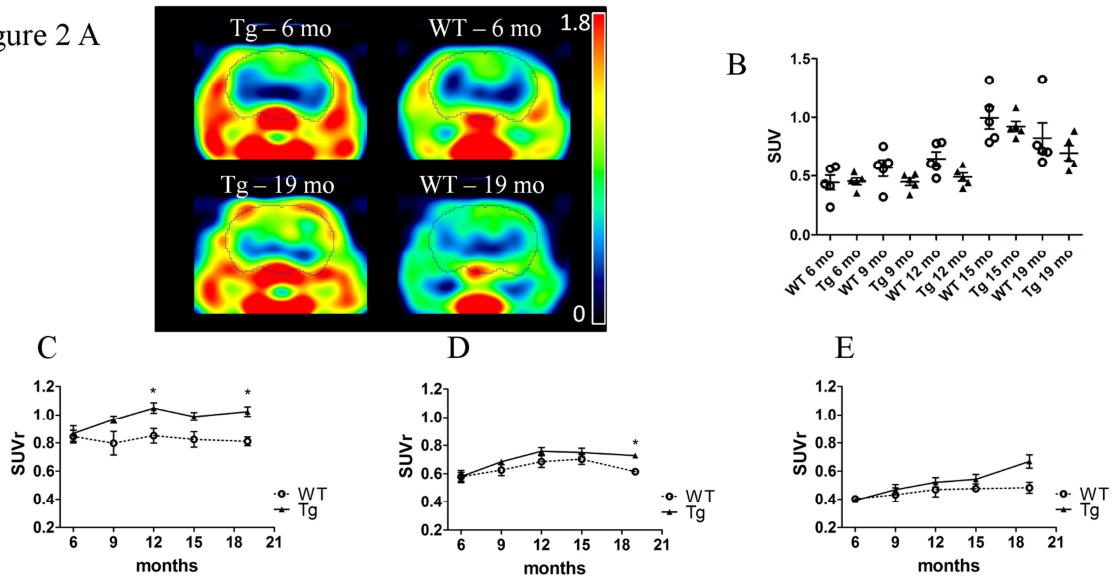 gure 2 A
Tg – 6 mo
WT – 6 mo
1.8
Tg – 19 mo
WT – 19 mo
0
B
1.5
1.0
0.5
0.0
SUV
WT 6 mo
Tg 6 mo
WT 9 mo
Tg 9 mo
WT 12 mo
Tg 12 mo
WT 15 mo
Tg 15 mo
WT 19 mo
Tg 19 mo
C
1.2
1.0
0.8
0.6
0.4
0.2
SUVr
* *
WT
Tg
6 9 12 15 18 21
months
D
1.2
1.0
0.8
0.6
0.4
0.2
SUVr
*
WT
Tg
6 9 12 15 18 21
months
E
1.2
1.0
0.8
0.6
0.4
0.2
SUVr
WT
Tg
6 9 12 15 18 21
months